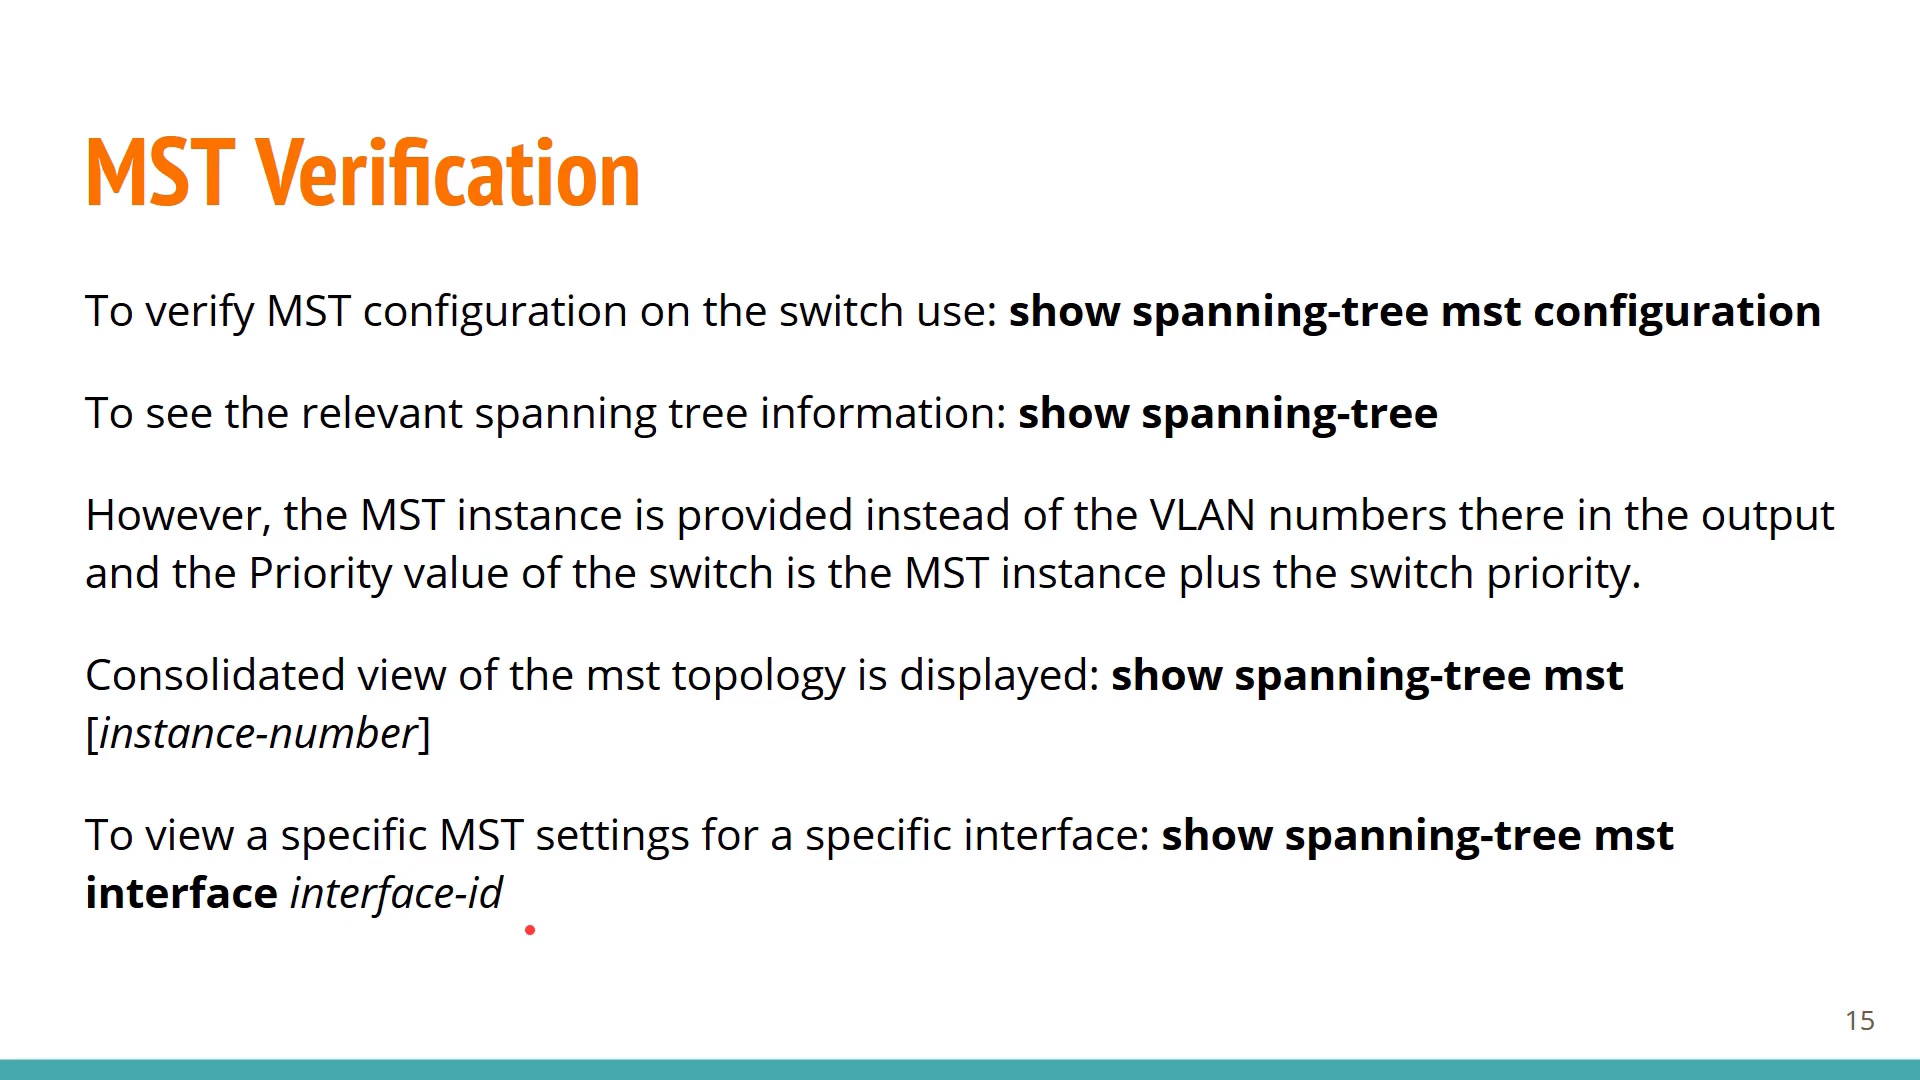 MST Verification
To verify MST configuration on the switch use: show spanning-tree mst configuration
To see the relevant spanning tree information: show spanning-tree
However, the MST instance is provided instead of the VLAN numbers there in the output
and the Priority value of the switch is the MST instance plus the switch priority.
Consolidated view of the mst topology is displayed: show spanning-tree mst
[instance-number]
To view a specific MST settings for a specific interface: show spanning-tree mst
interface interface-id
15